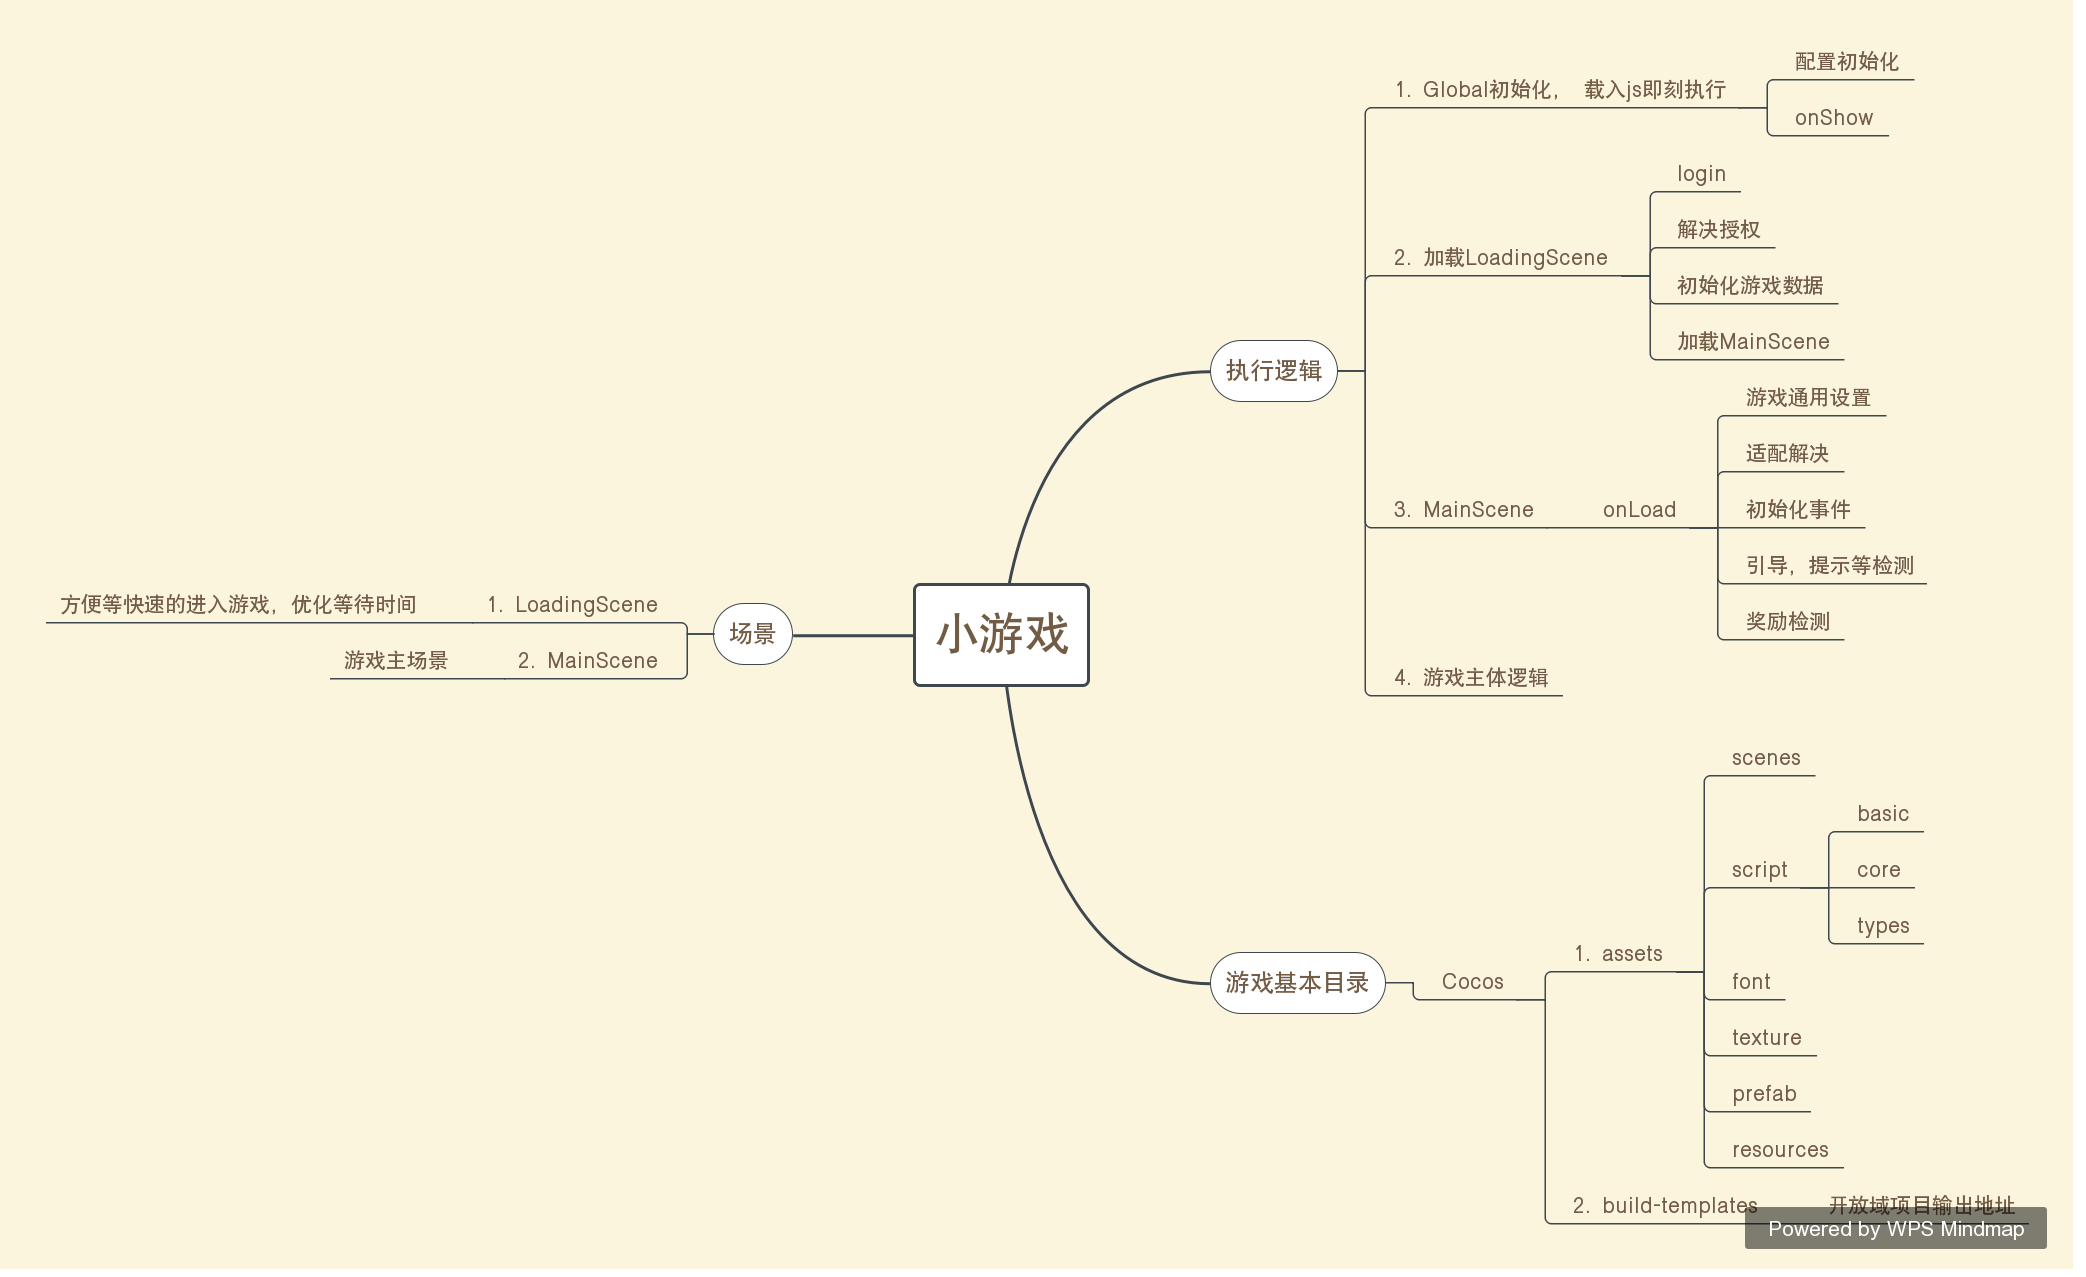 小游戏
执行逻辑
1. Global初始化， 载入js即刻执行
配置初始化
onShow
2. 加载LoadingScene
login
解决授权
初始化游戏数据
加载MainScene
3. MainScene
onLoad
游戏通用设置
适配解决
初始化事件
引导，提示等检测
奖励检测
4. 游戏主体逻辑
场景
1. LoadingScene
方便等快速的进入游戏，优化等待时间
2. MainScene
游戏主场景
游戏基本目录
Cocos
1. assets
scenes
script
basic
core
types
font
texture
prefab
resources
2. build-templates
开放域项目输出地址
Powered by WPS Mindmap